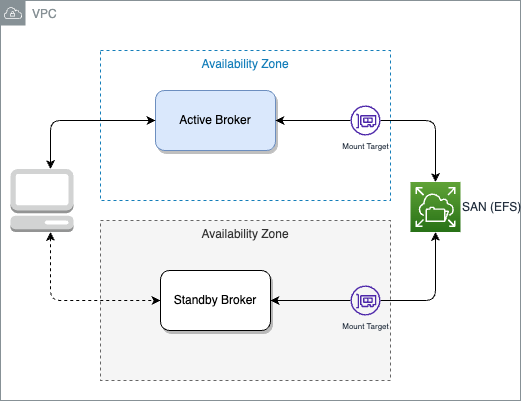 VPC
Availability Zone
Active Broker
Mount Target
SAN (EFS)
Availability Zone
Standby Broker
Mount Target